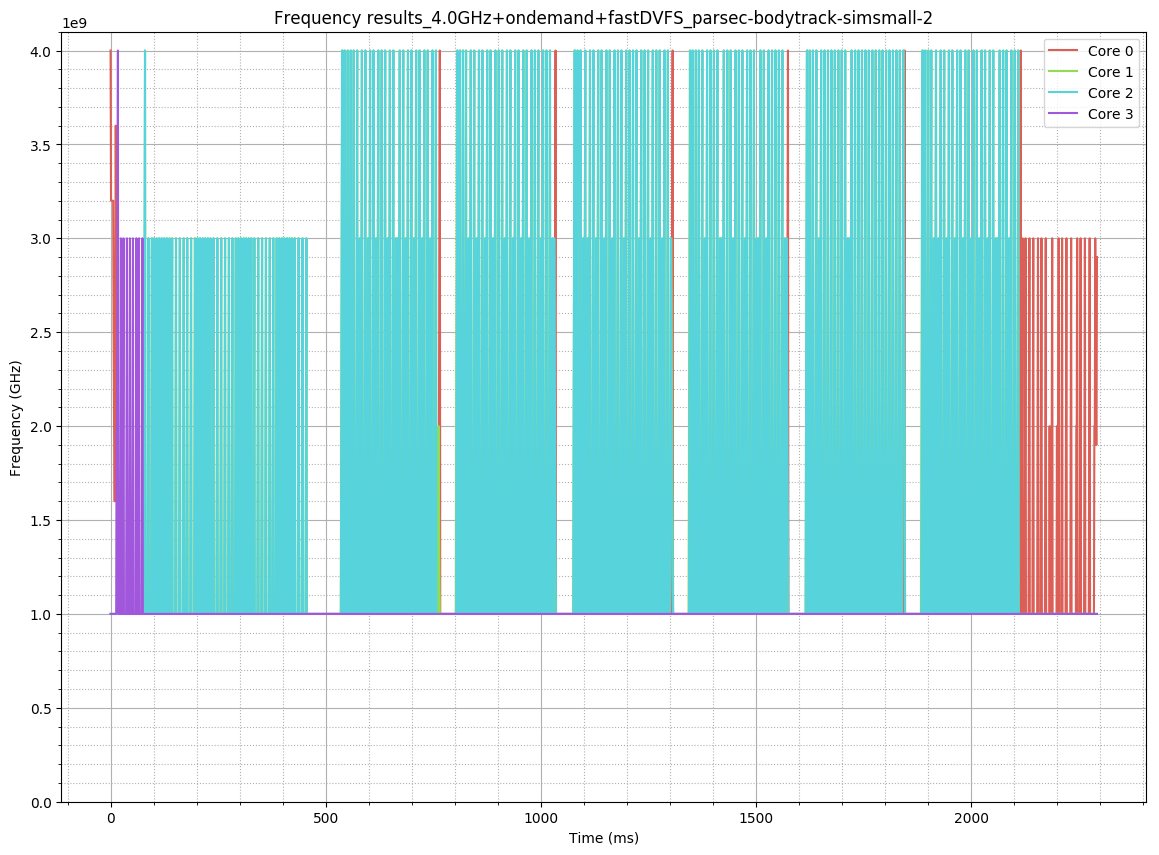 Frequency results_4.0GHz+ondemand+fastDVFS_parsec-bodytrack-simsmall-2
1e9
4.0
3.5
3.0
2.5
2.0
1.5
1.0
0.5
0.0
Frequency (GHz)
Core 0
Core 1
Core 2
Core 3
0
500
1000
1500
2000
Time (ms)